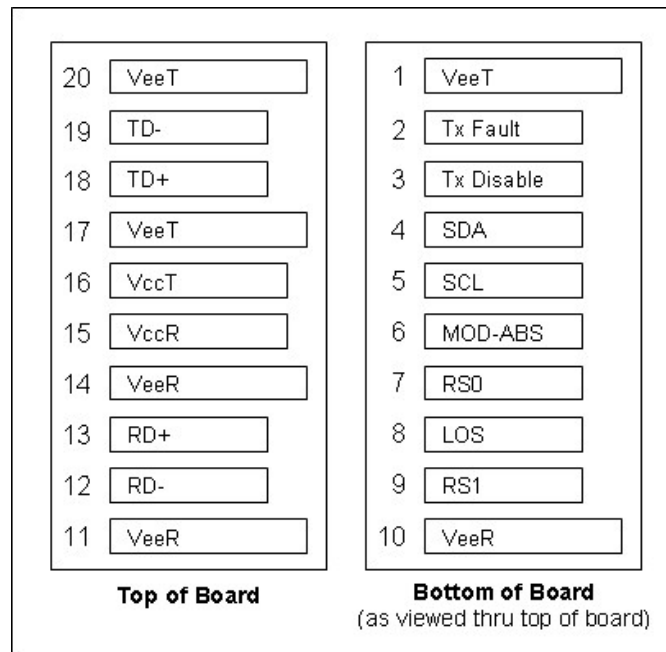 20 VeeT
19 TD-
18 TD+
17 VeeT
16 VccT
15 VccR
14 VeeR
13 RD+
12 RD-
11 VeeR
Top of Board
1 VeeT
2 Tx Fault
3 Tx Disable
4 SDA
5 SCL
6 MOD-ABS
7 RS0
8 LOS
9 RS1
10 VeeR
Bottom of Board
(as viewed thru top of board)